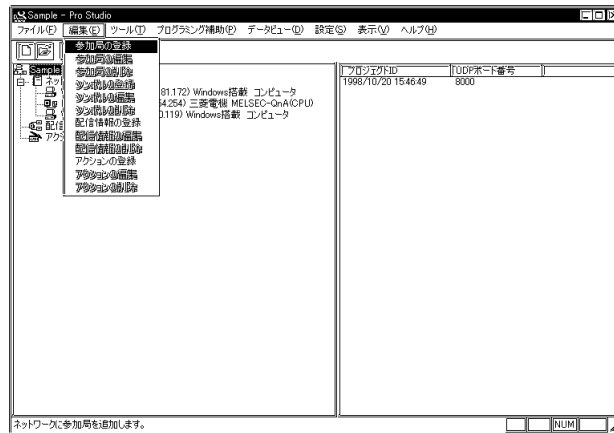 Sample - Pro Studio
ファイル(F) 編集(E) ツール(T) プログラミング補助(P) データビュー(D) 設定(S) 表示(V) ヘルプ(H)
参加局の登録
参加局の編集
参加局の削除
シンボルの登録
シンボルの編集
シンボルの削除
配信情報の登録
配信情報の編集
配信情報の削除
アクションの登録
アクションの編集
アクションの削除
Sample
ネッ
81.172) Windows搭載 コンピュータ
4.254) 三菱電機 MELSEC-QnA(CPU)
0.119) Windows搭載 コンピュータ
配信
アク
プロジェクトID UDPポート番号
1998/10/20 15:46:49 8000
ネットワークに参加局を追加します。
NUM